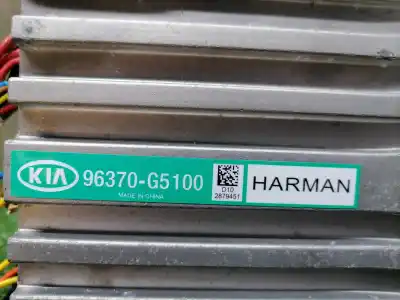 KIA 96370-G5100
MADE IN CHINA
D10
2879451
HARMAN